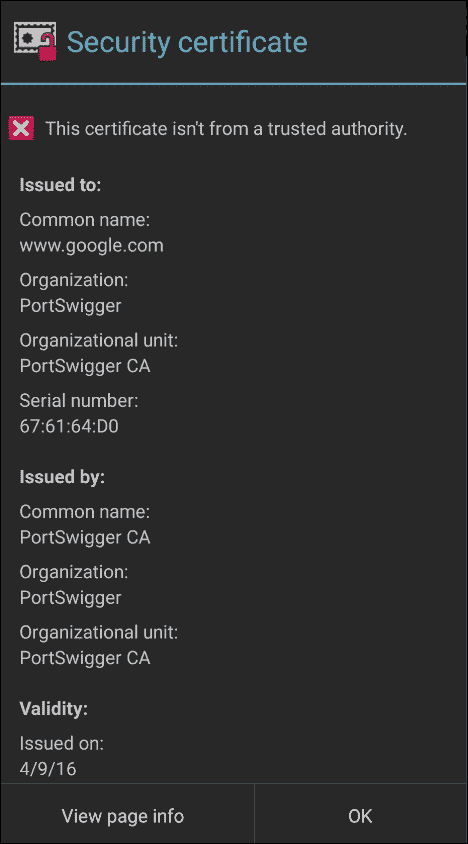 Security certificate
This certificate isn't from a trusted authority.
Issued to:
Common name:
www.google.com
Organization:
PortSwigger
Organizational unit:
PortSwigger CA
Serial number:
67:61:64:D0
Issued by:
Common name:
PortSwigger CA
Organization:
PortSwigger
Organizational unit:
PortSwigger CA
Validity:
Issued on:
4/9/16
View page info
OK